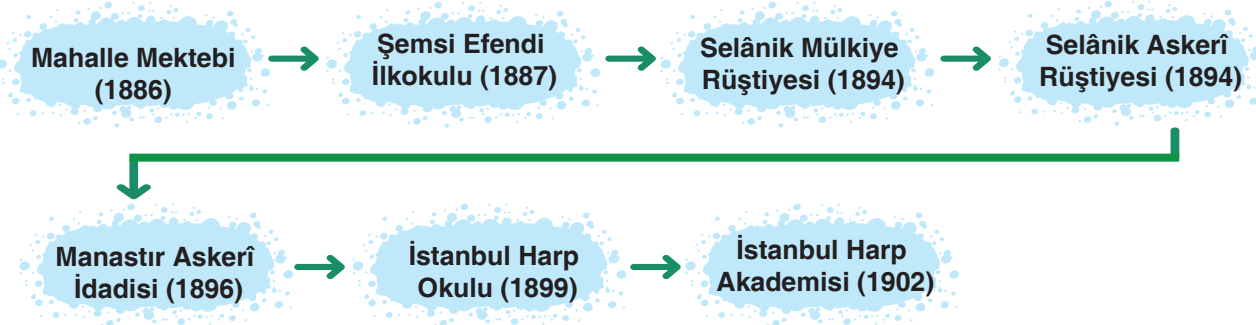 Mahalle Mektebi
(1886)
Şemsi Efendi
İlkokulu (1887)
Selânik Mülkiye
Rüştiyesi (1894)
Selânik Askerî
Rüştiyesi (1894)
Manastır Askerî
İdadisi (1896)
İstanbul Harp
Okulu (1899)
İstanbul Harp
Akademisi (1902)